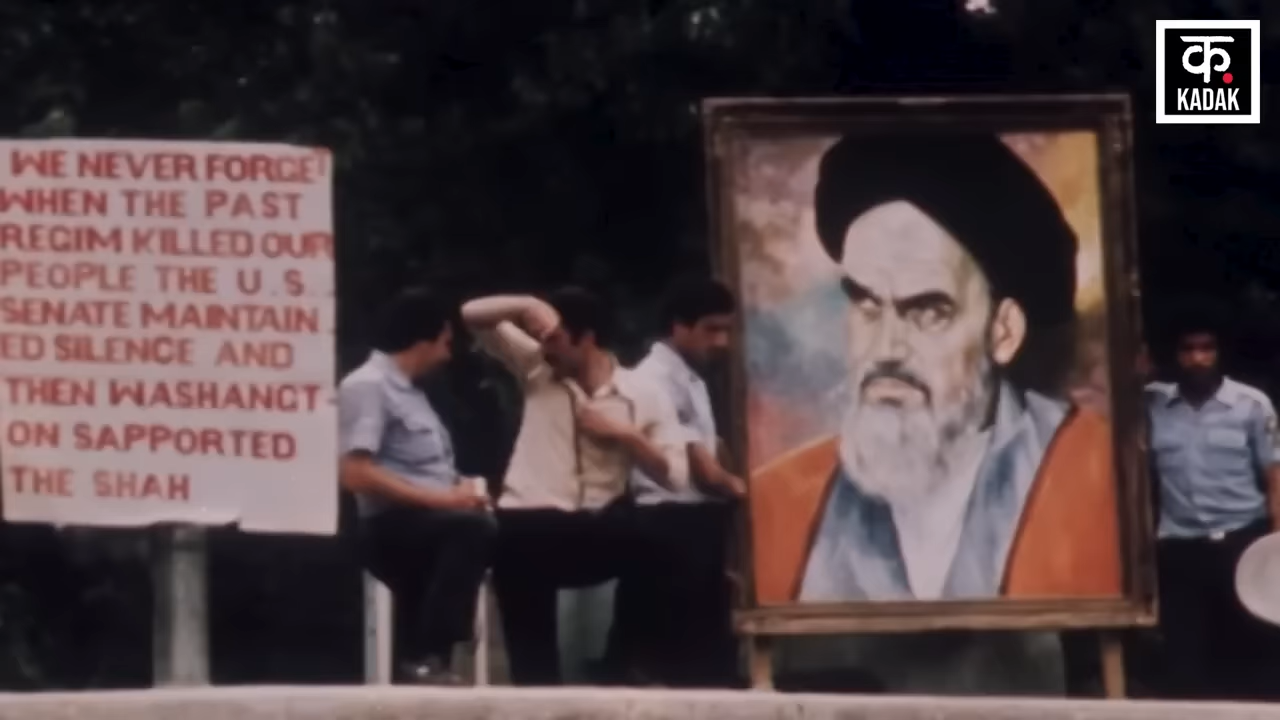 WE NEVER FORGET
WHEN THE PAST
REGIM KILLED OUR
PEOPLE THE U.S
SENATE MAINTAIN
ED SILENCE AND
THEN WASHANGT-
ON SAPPORTED
THE SHAH
क
KADAK